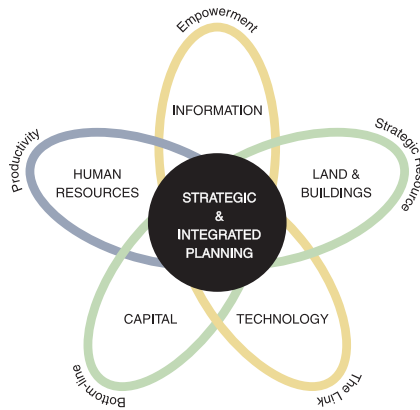 Empowerment
INFORMATION
Productivity
HUMAN
RESOURCES
Strategic Resource
LAND &
BUILDINGS
STRATEGIC
&
INTEGRATED
PLANNING
CAPITAL
TECHNOLOGY
Bottom-line
The Link